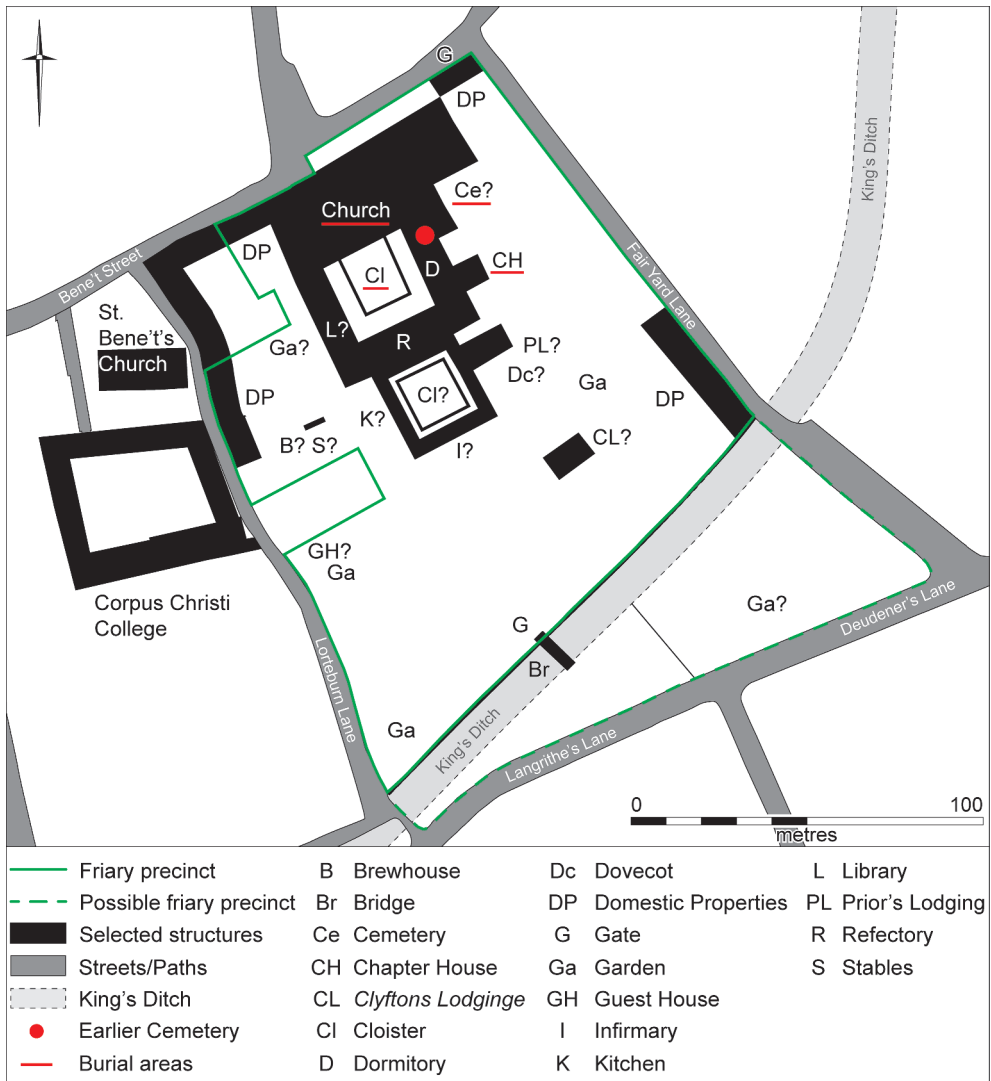 G
DP
King's Ditch
Ce?
Church
DP
D
CH
Cl
Fair Yard Lane
Bene't Street
St.
Bene't's
Church
L?
R
PL?
Ga?
Dc?
Ga
DP
Cl?
DP
K?
CL?
B? S?
I?
GH?
Ga
Corpus Christi
College
Ga?
Deudener's Lane
G
Br
Lorteburn Lane
Ga
King's Ditch
Langrithe's Lane
0 100
metres
Friary precinct
Possible friary precinct
Selected structures
Streets/Paths
King's Ditch
Earlier Cemetery
Burial areas
B Brewhouse
Br Bridge
Ce Cemetery
CH Chapter House
CL Clyftons Lodginge
Cl Cloister
D Dormitory
Dc Dovecot
DP Domestic Properties
G Gate
Ga Garden
GH Guest House
I Infirmary
K Kitchen
L Library
PL Prior's Lodging
R Refectory
S Stables